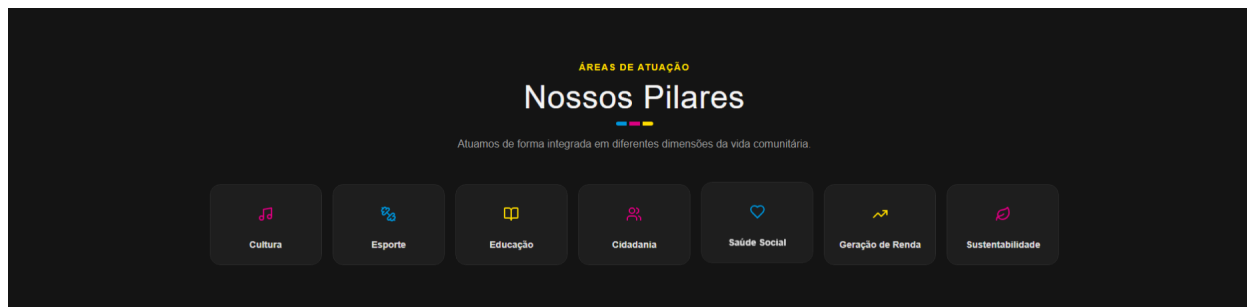 ÁREAS DE ATUAÇÃO
Nossos Pilares
Atuamos de forma integrada em diferentes dimensões da vida comunitária.
Cultura
Esporte
Educação
Cidadania
Saúde Social
Geração de Renda
Sustentabilidade